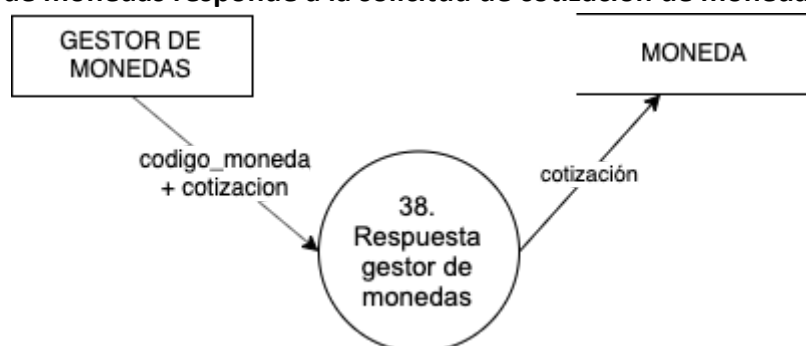 de monedas responde a la solicitud de cotización de moneda
GESTOR DE
MONEDAS
MONEDA
codigo_moneda
+ cotizacion
cotización
38.
Respuesta
gestor de
monedas